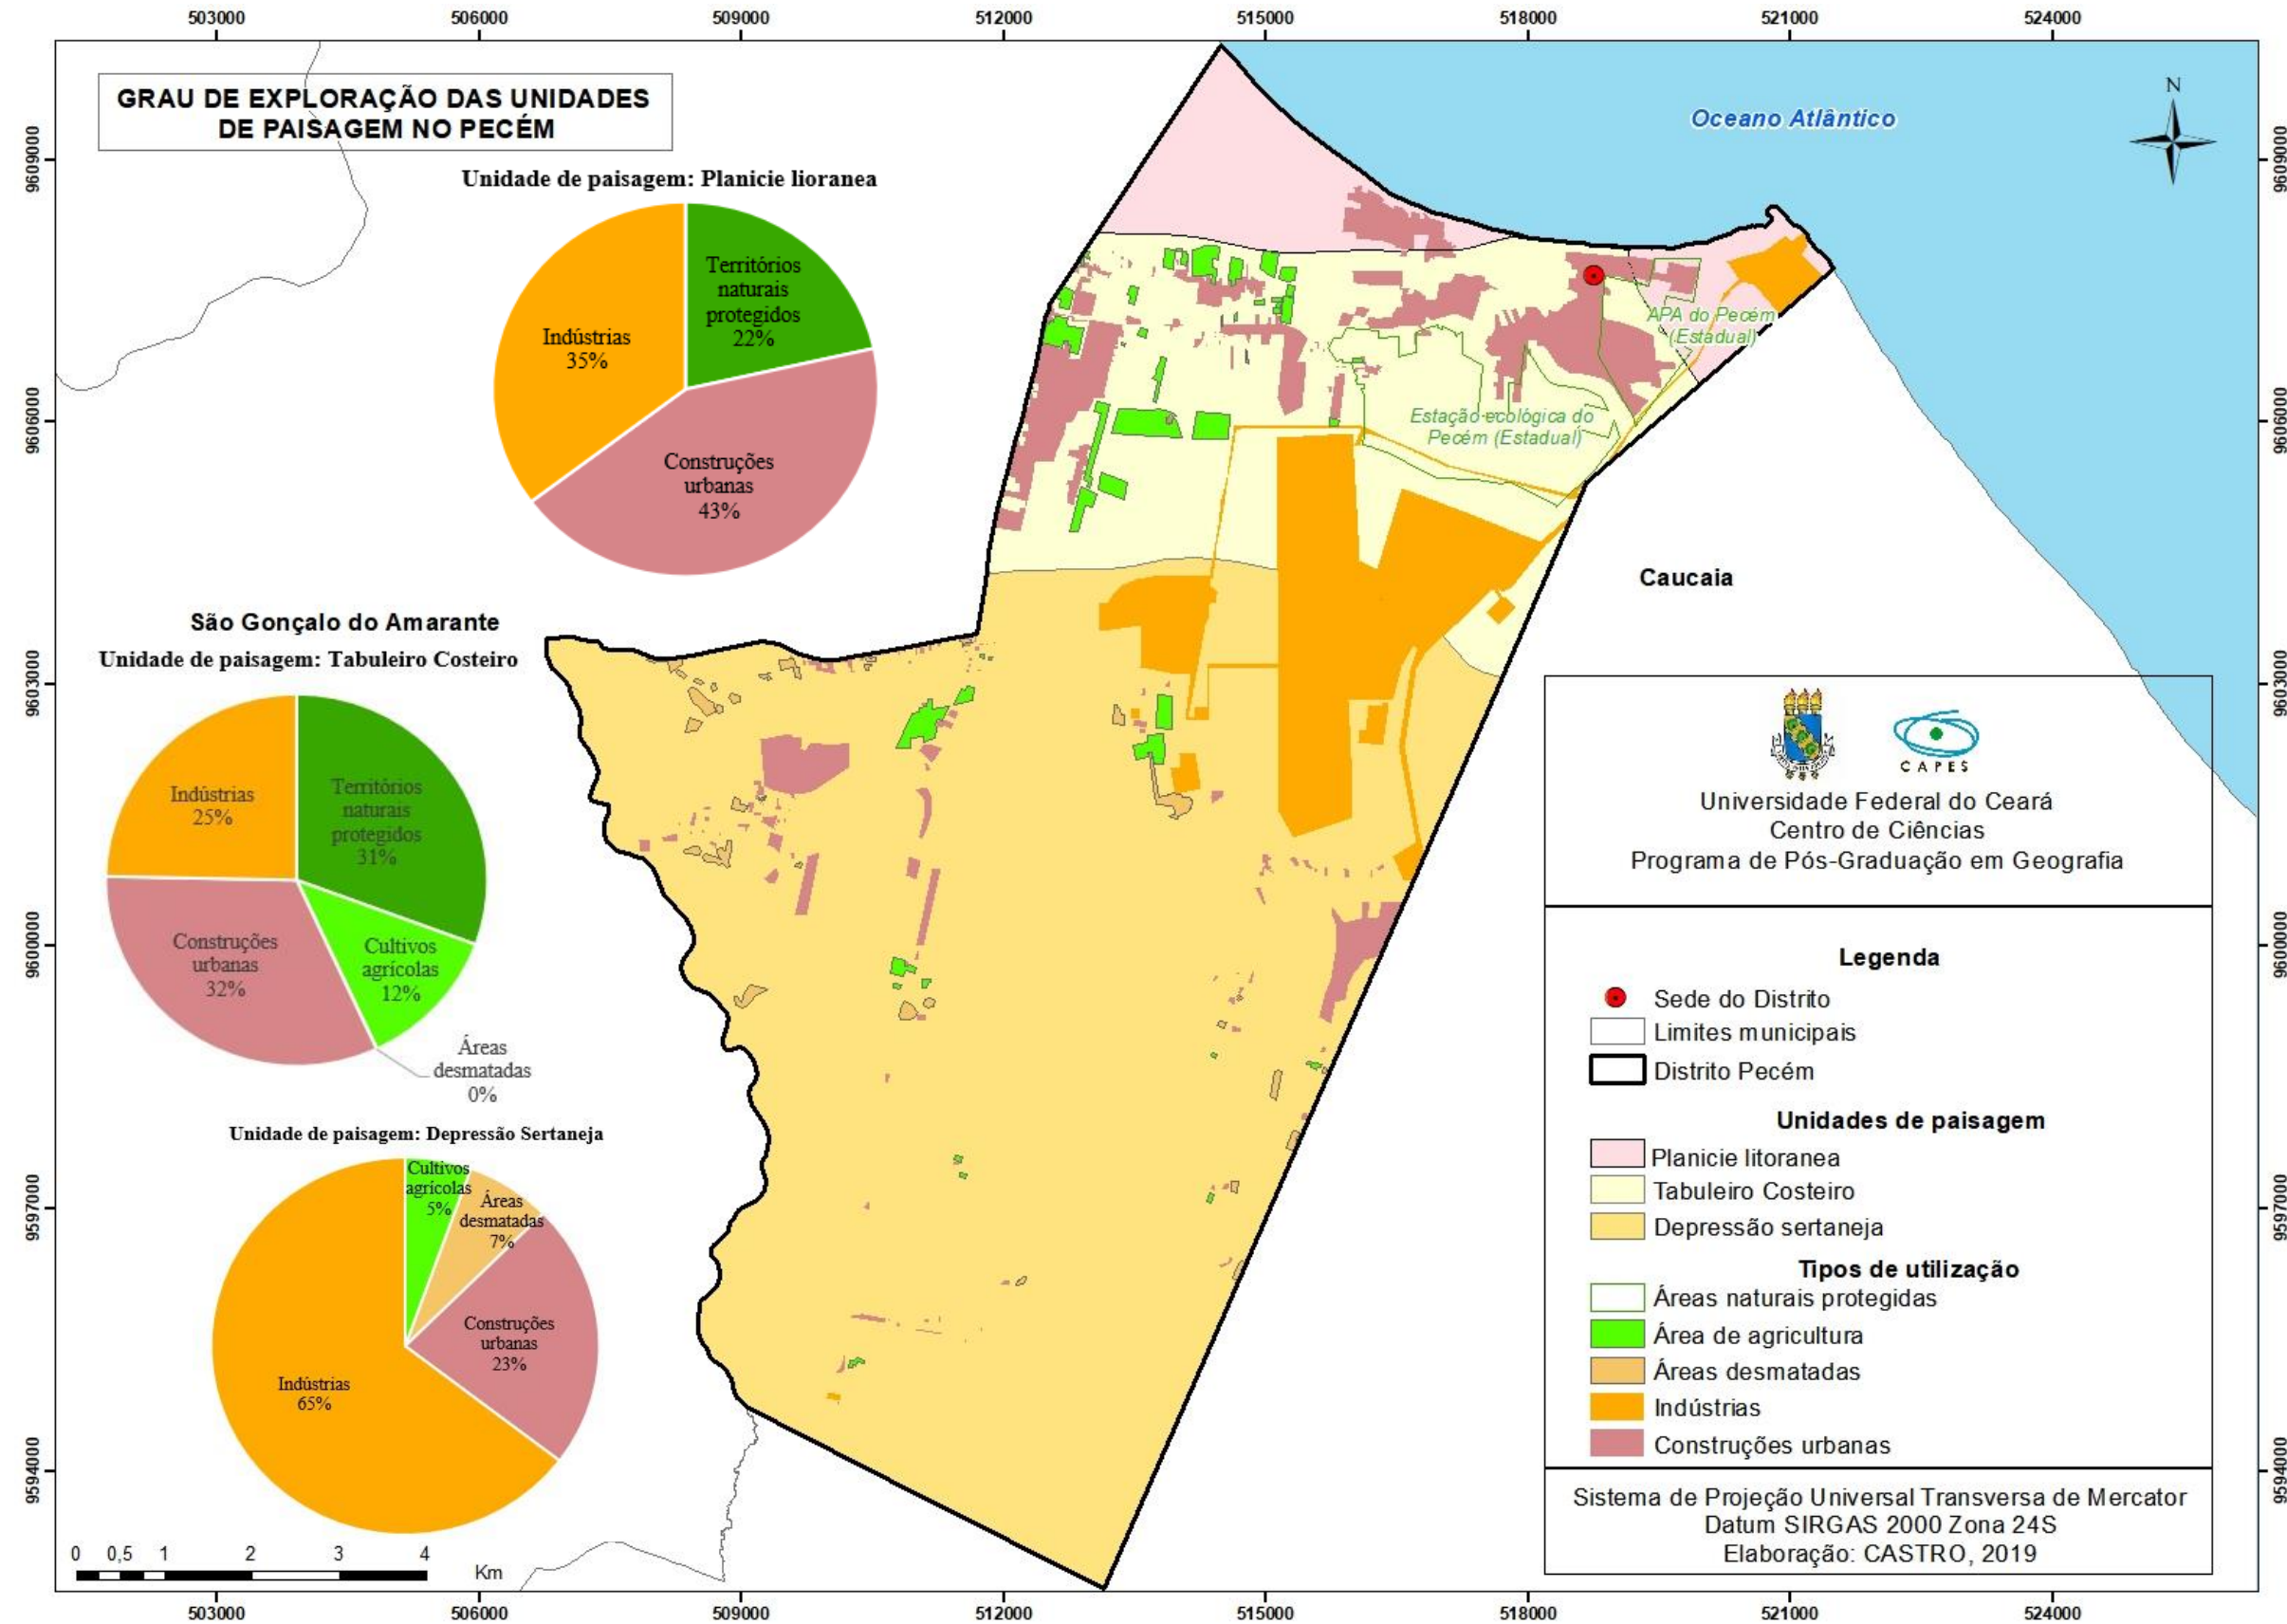 503000
506000
509000
512000
515000
518000
521000
524000
GRAU DE EXPLORAÇÃO DAS UNIDADES
DE PAISAGEM NO PECÉM
Oceano Atlântico
N
9609000
9609000
Unidade de paisagem: Planicie lioranea
Territórios
naturais
protegidos
22%
Indústrias
35%
Construções
urbanas
43%
APA do Pecém
(Estadual)
Estação ecológica do
Pecém (Estadual)
9606000
9606000
Caucaia
São Gonçalo do Amarante
Unidade de paisagem: Tabuleiro Costeiro
Indústrias
25%
Territórios
naturais
protegidos
31%
Construções
urbanas
32%
Cultivos
agrícolas
12%
Áreas
desmatadas
0%
9603000
9603000
CAPES
Universidade Federal do Ceará
Centro de Ciências
Programa de Pós-Graduação em Geografia
9600000
9600000
Legenda
Sede do Distrito
Limites municipais
Distrito Pecém
Unidades de paisagem
Planicie litoranea
Tabuleiro Costeiro
Depressão sertaneja
Tipos de utilização
Áreas naturais protegidas
Área de agricultura
Áreas desmatadas
Indústrias
Construções urbanas
Unidade de paisagem: Depressão Sertaneja
Cultivos
agrícolas
5%
Áreas
desmatadas
7%
Construções
urbanas
23%
Indústrias
65%
9597000
9597000
9594000
9594000
Sistema de Projeção Universal Transversa de Mercator
Datum SIRGAS 2000 Zona 24S
Elaboração: CASTRO, 2019
0 0,5 1 2 3 4
Km
503000
506000
509000
512000
515000
518000
521000
524000